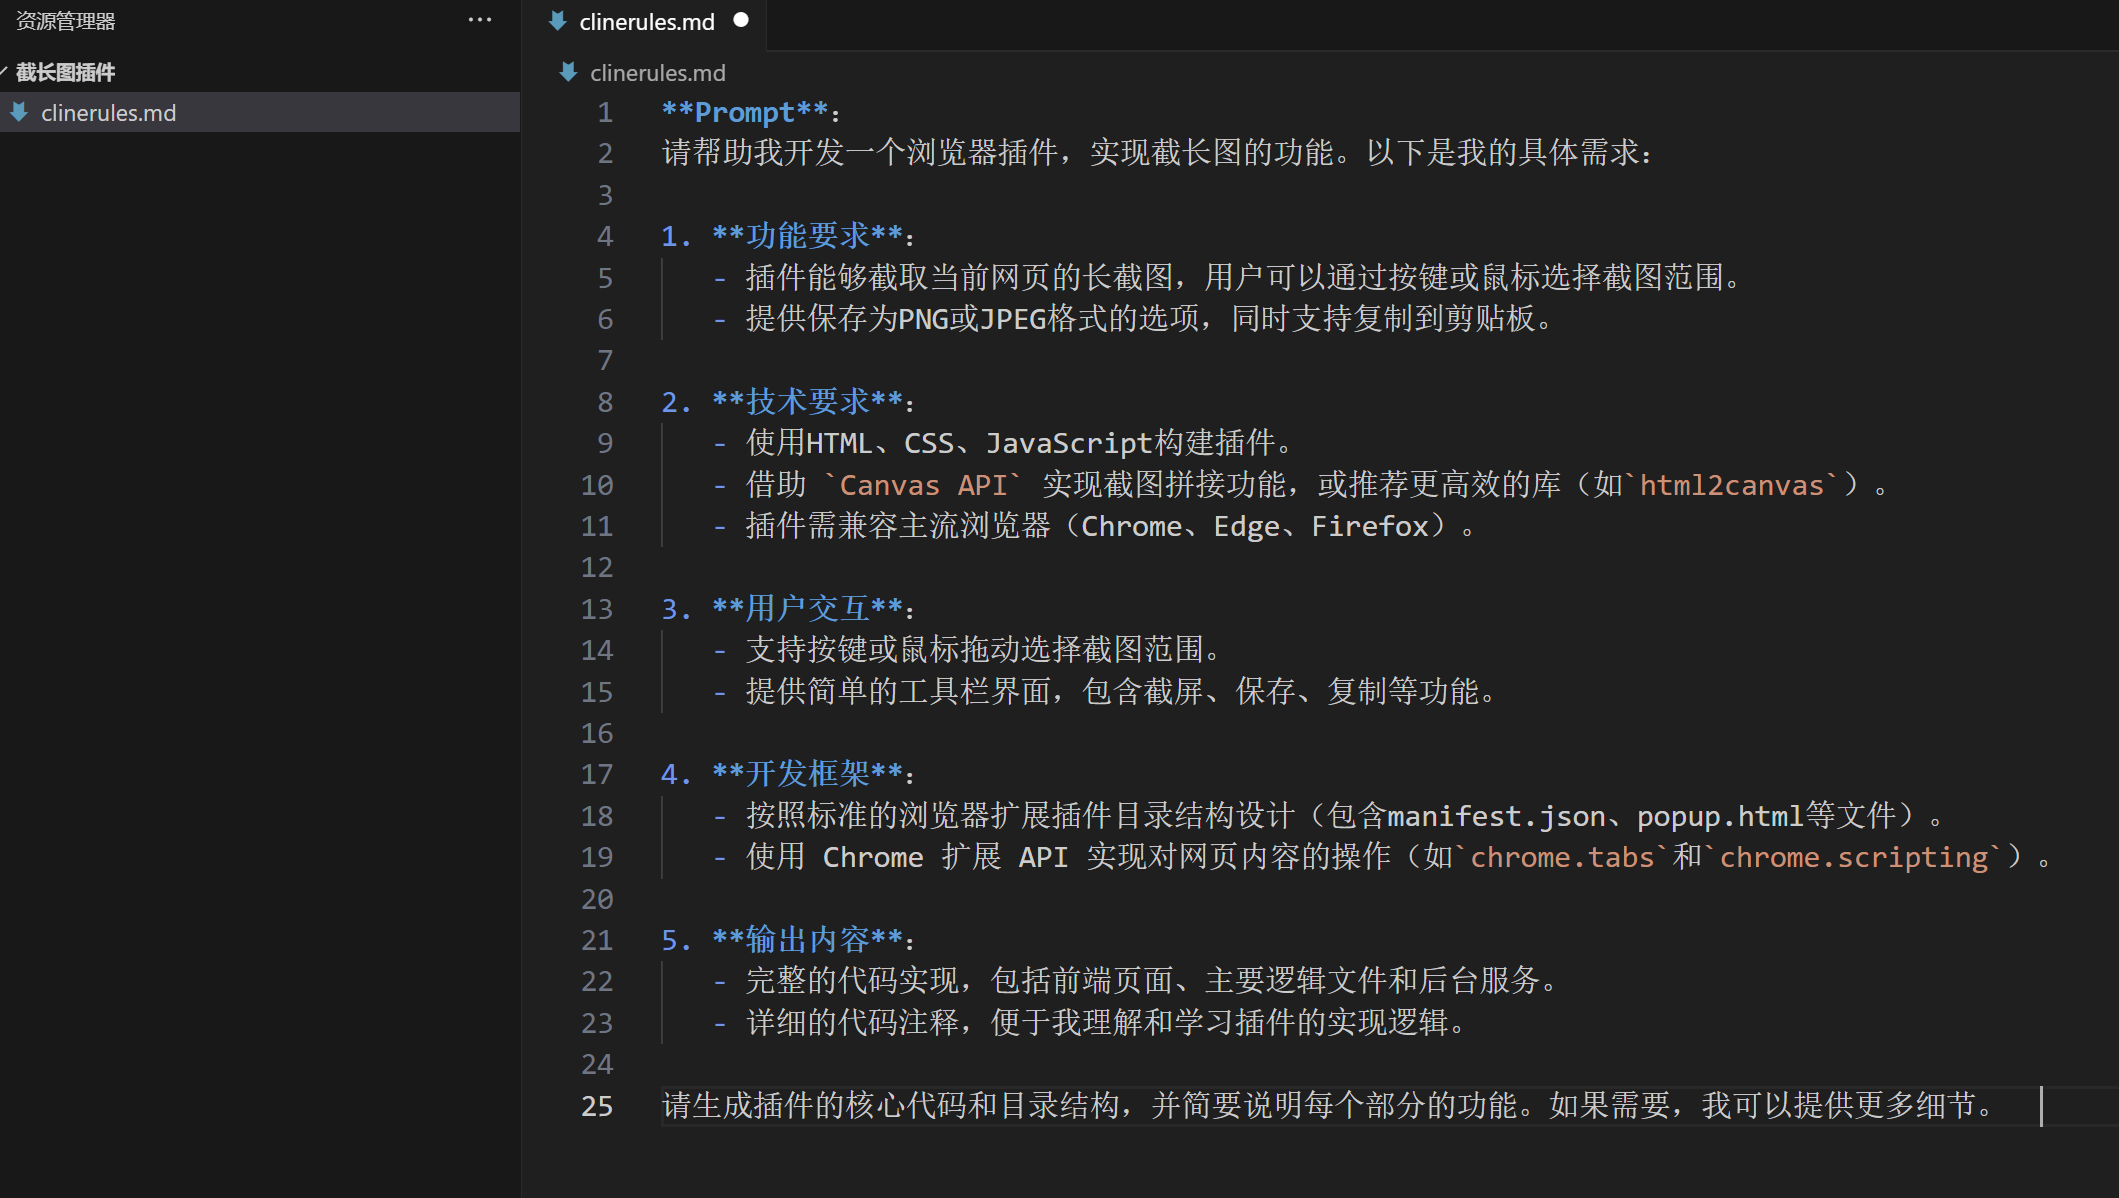 资源管理器
···
截长图插件
clinerules.md
clinerules.md
clinerules.md
1 **Prompt**：
2 请帮助我开发一个浏览器插件，实现截长图的功能。以下是我的具体需求：
3
4 1. **功能要求**：
5 - 插件能够截取当前网页的长截图，用户可以通过按键或鼠标选择截图范围。
6 - 提供保存为PNG或JPEG格式的选项，同时支持复制到剪贴板。
7
8 2. **技术要求**：
9 - 使用HTML、CSS、JavaScript构建插件。
10 - 借助 `Canvas API` 实现截图拼接功能，或推荐更高效的库（如`html2canvas`）。
11 - 插件需兼容主流浏览器（Chrome、Edge、Firefox）。
12
13 3. **用户交互**：
14 - 支持按键或鼠标拖动选择截图范围。
15 - 提供简单的工具栏界面，包含截屏、保存、复制等功能。
16
17 4. **开发框架**：
18 - 按照标准的浏览器扩展插件目录结构设计（包含manifest.json、popup.html等文件）。
19 - 使用 Chrome 扩展 API 实现对网页内容的操作（如`chrome.tabs`和`chrome.scripting`）。
20
21 5. **输出内容**：
22 - 完整的代码实现，包括前端页面、主要逻辑文件和后台服务。
23 - 详细的代码注释，便于我理解和学习插件的实现逻辑。
24
25 请生成插件的核心代码和目录结构，并简要说明每个部分的功能。如果需要，我可以提供更多细节。